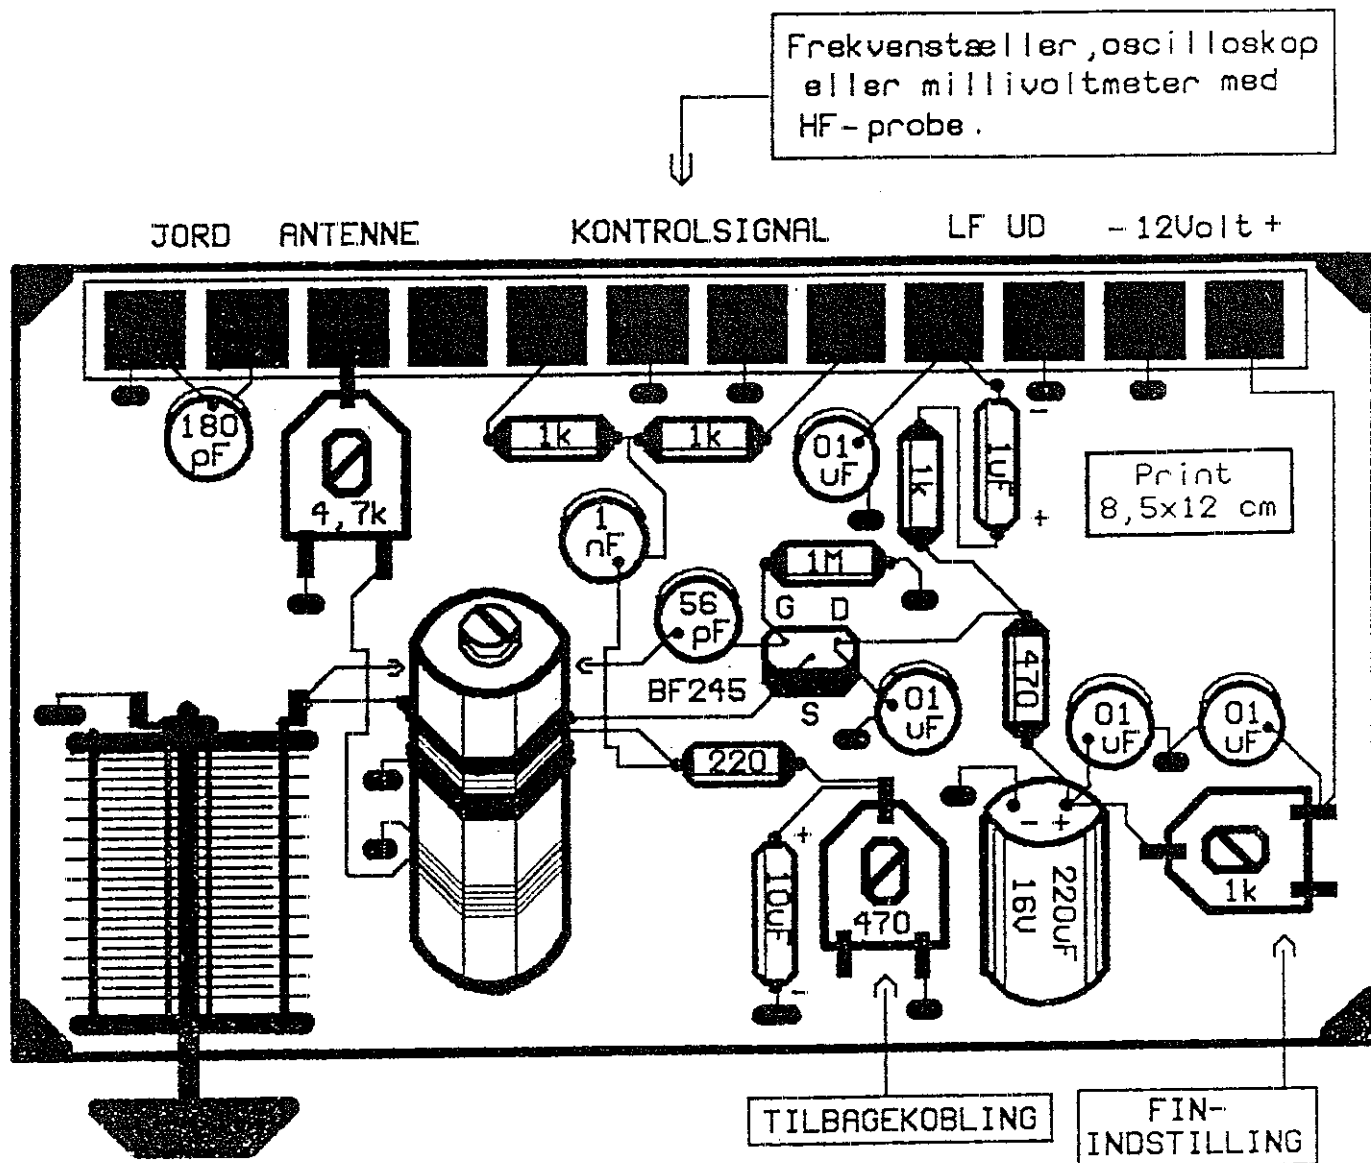 Frekvenstæller,oscilloskop
eller millivoltmeter med
HF-probe.
JORD ANTENNE KONTROLSIGNAL LF UD - 12Volt +
180
pF
4,7k
1k
1k
01
uF
1k
-
1uF
+
Print
8,5x12 cm
1
nF
1M
G D
56
pF
BF245
S
01
uF
470
01
uF
01
uF
220
- +
220uF
16V
+
10uF
-
470
1k
TILBAGEKOBLING
FIN-
INDSTILLING